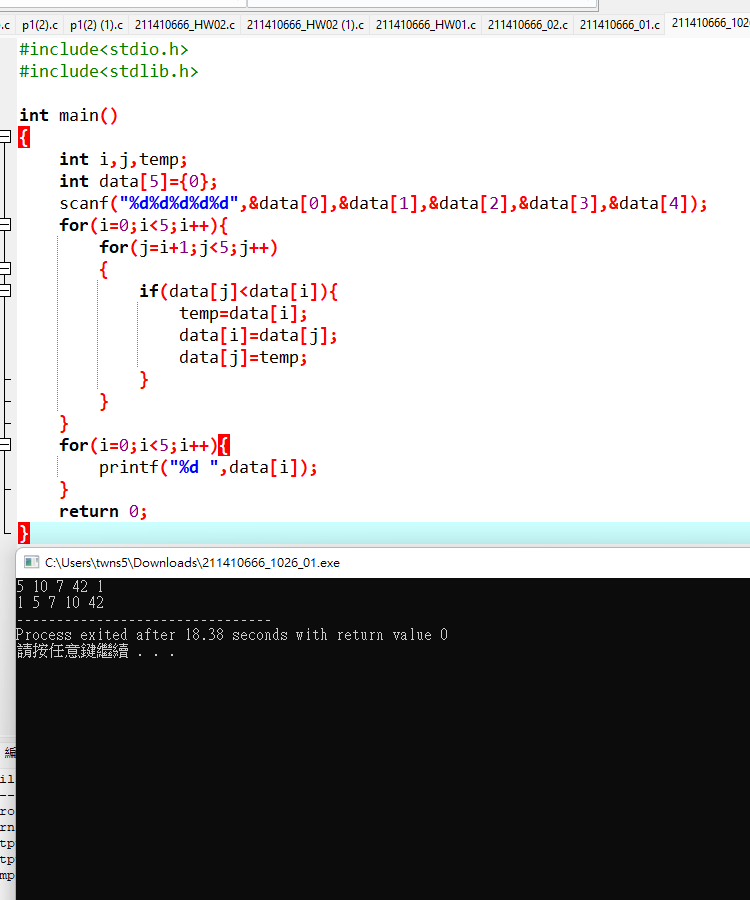 .c p1(2).c p1(2) (1).c 211410666_HW02.c 211410666_HW02 (1).c 211410666_HW01.c 211410666_02.c 211410666_01.c 211410666_102
#include<stdio.h>
#include<stdlib.h>
int main()
{
int i,j,temp;
int data[5]={0};
scanf("%d%d%d%d%d",&data[0],&data[1],&data[2],&data[3],&data[4]);
for(i=0;i<5;i++){
for(j=i+1;j<5;j++)
{
if(data[j]<data[i]){
temp=data[i];
data[i]=data[j];
data[j]=temp;
}
}
}
for(i=0;i<5;i++){
printf("%d ",data[i]);
}
return 0;
}
C:\Users\twns5\Downloads\211410666_1026_01.exe
5 10 7 42 1
1 5 7 10 42
--------------------------------
Process exited after 18.38 seconds with return value 0
請按任意鍵繼續 . . .
編
il
--
ro
rn
tp
tp
mp